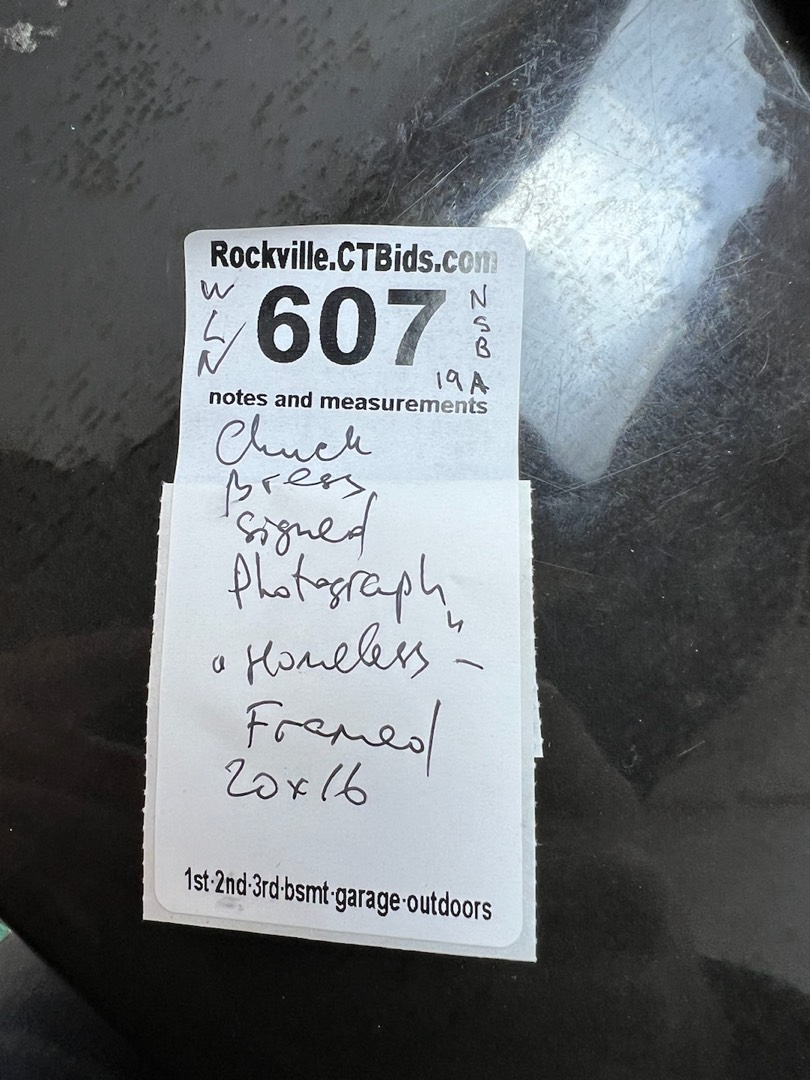 Rockville.CTBids.com
W
L
N
607
N
S
B
19A
notes and measurements
Chuck
Bress
signed
Photograph
"Homeless" -
Framed
20x16
1st·2nd·3rd·bsmt·garage·outdoors